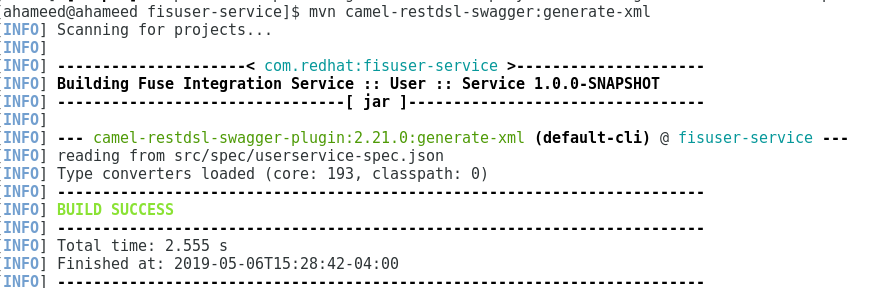 [ahameed@ahameed fisuser-service]$ mvn camel-restdsl-swagger:generate-xml
[INFO] Scanning for projects...
[INFO]
[INFO] ---------------------< com.redhat:fisuser-service >---------------------
[INFO] Building Fuse Integration Service :: User :: Service 1.0.0-SNAPSHOT
[INFO] --------------------------------[ jar ]---------------------------------
[INFO]
[INFO] --- camel-restdsl-swagger-plugin:2.21.0:generate-xml (default-cli) @ fisuser-service ---
[INFO] reading from src/spec/userservice-spec.json
[INFO] Type converters loaded (core: 193, classpath: 0)
[INFO] ------------------------------------------------------------------------
[INFO] BUILD SUCCESS
[INFO] ------------------------------------------------------------------------
[INFO] Total time: 2.555 s
[INFO] Finished at: 2019-05-06T15:28:42-04:00
[INFO] ------------------------------------------------------------------------